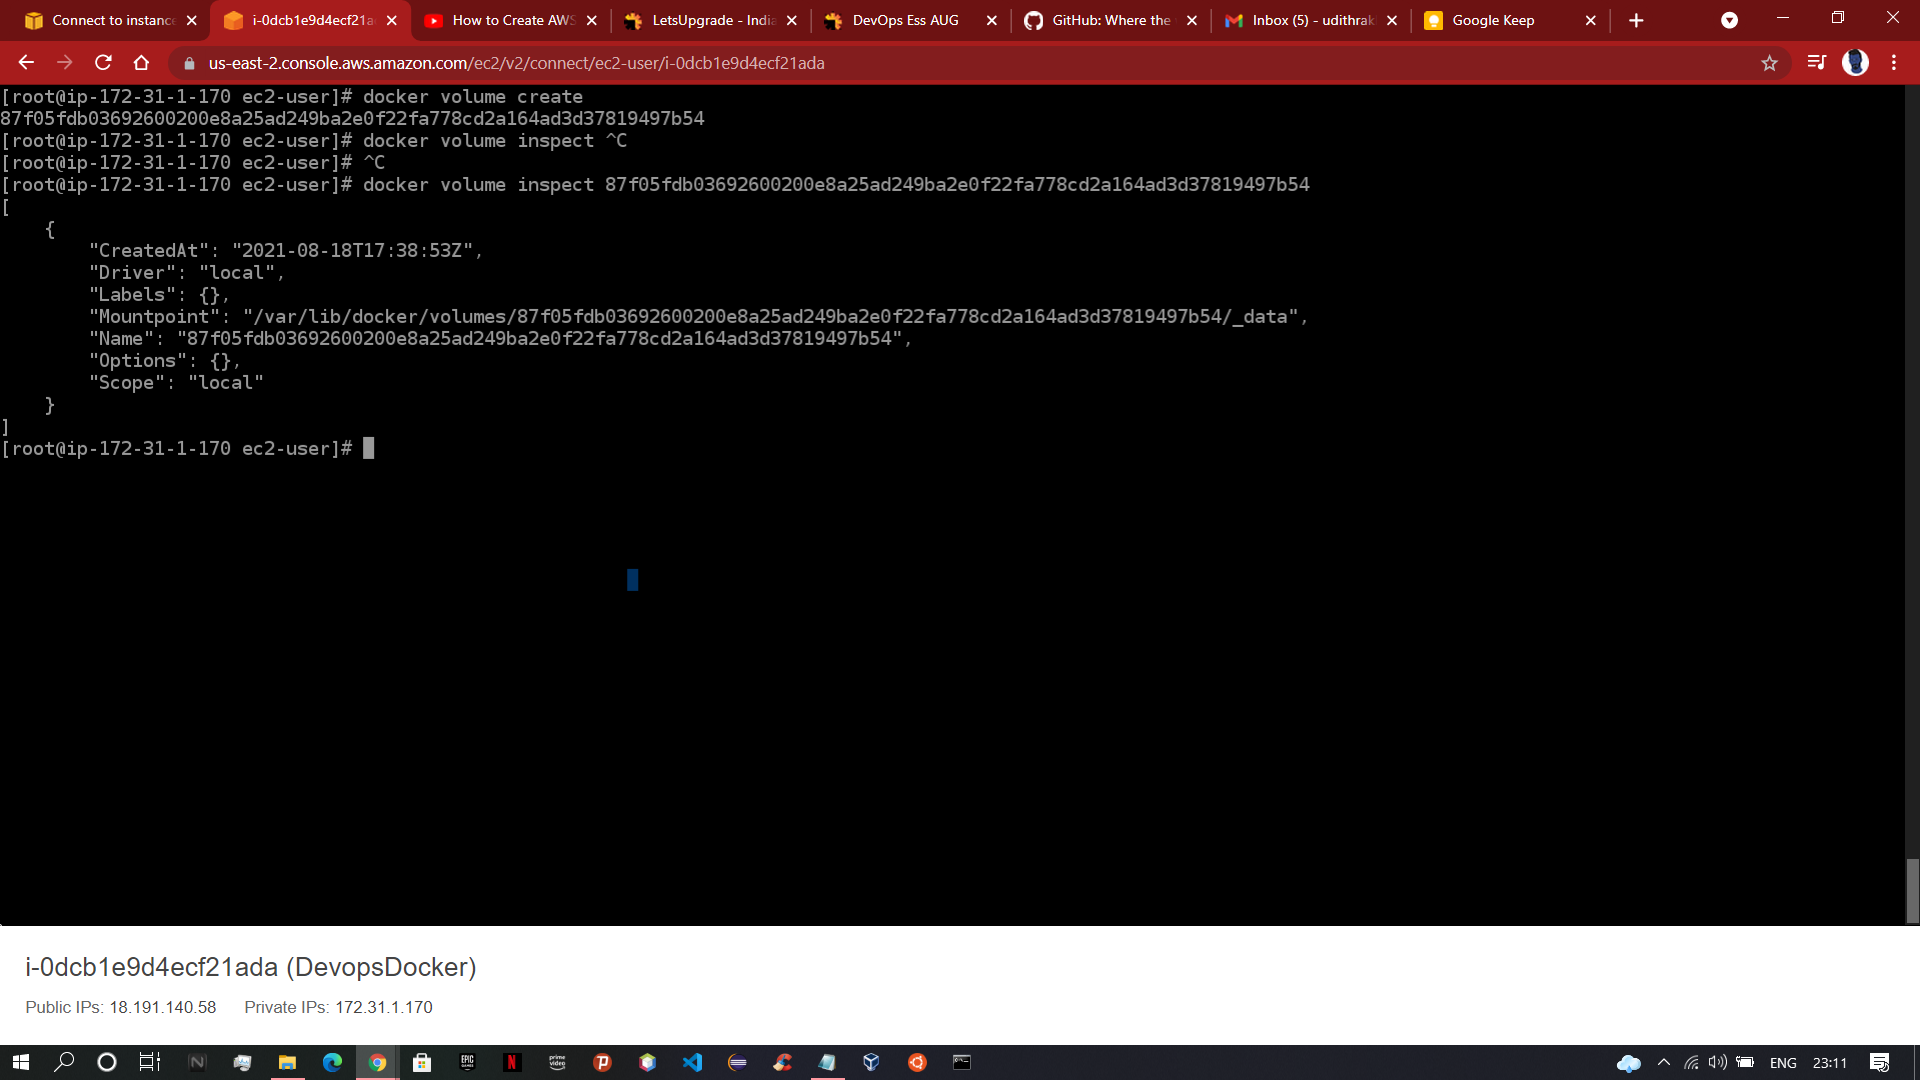 Connect to instance
i-0dcb1e9d4ecf21a
How to Create AWS
LetsUpgrade - India
DevOps Ess AUG
GitHub: Where the
Inbox (5) - udithrak
Google Keep
us-east-2.console.aws.amazon.com/ec2/v2/connect/ec2-user/i-0dcb1e9d4ecf21ada
[root@ip-172-31-1-170 ec2-user]# docker volume create
87f05fdb03692600200e8a25ad249ba2e0f22fa778cd2a164ad3d37819497b54
[root@ip-172-31-1-170 ec2-user]# docker volume inspect ^C
[root@ip-172-31-1-170 ec2-user]# ^C
[root@ip-172-31-1-170 ec2-user]# docker volume inspect 87f05fdb03692600200e8a25ad249ba2e0f22fa778cd2a164ad3d37819497b54
[
{
"CreatedAt": "2021-08-18T17:38:53Z",
"Driver": "local",
"Labels": {},
"Mountpoint": "/var/lib/docker/volumes/87f05fdb03692600200e8a25ad249ba2e0f22fa778cd2a164ad3d37819497b54/_data",
"Name": "87f05fdb03692600200e8a25ad249ba2e0f22fa778cd2a164ad3d37819497b54",
"Options": {},
"Scope": "local"
}
]
[root@ip-172-31-1-170 ec2-user]#
i-0dcb1e9d4ecf21ada (DevopsDocker)
Public IPs: 18.191.140.58 Private IPs: 172.31.1.170
EPIC GAMES
prime video
ENG 23:11